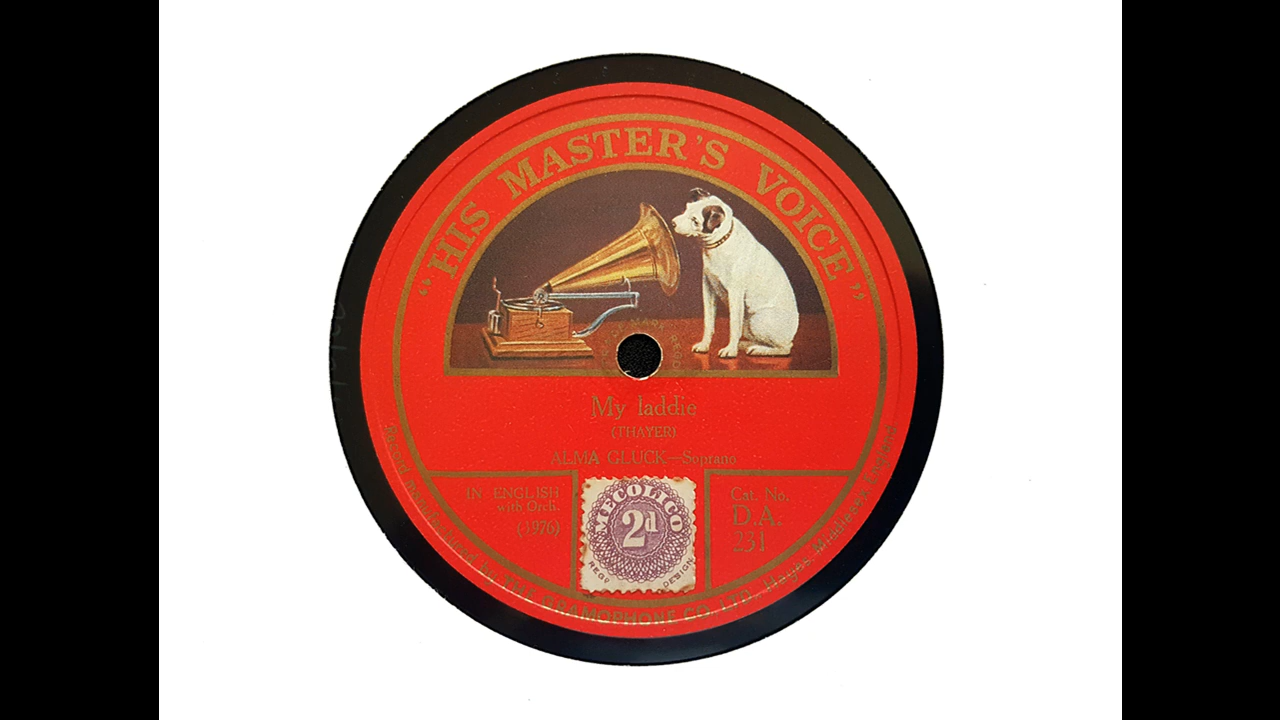 "HIS MASTER'S VOICE"
My laddie
(THAYER)
ALMA GLUCK—Soprano
IN ENGLISH
with Orch.
Cat. No.
D.A.
231
MECOLICO
2d
REGD DESIGN
Record manufactured by THE GRAMOPHONE CO. LTD., Hayes, Middlesex, England.